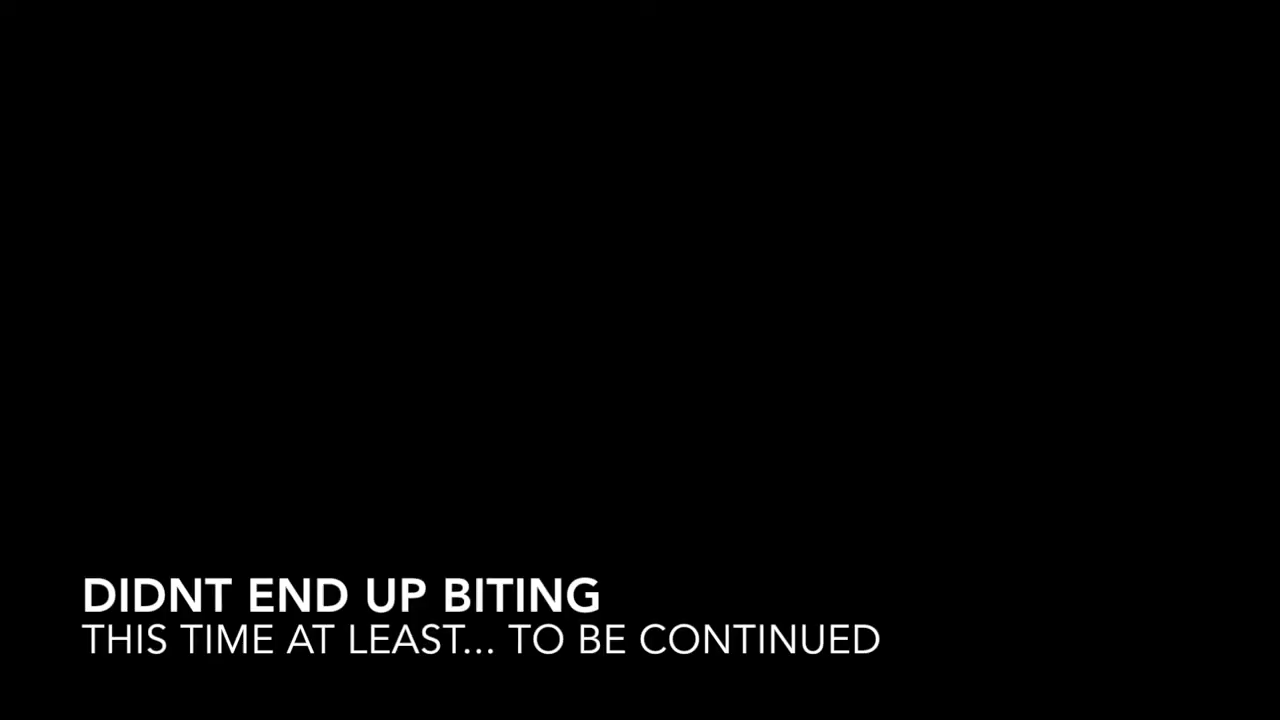 DIDNT END UP BITING
THIS TIME AT LEAST... TO BE CONTINUED